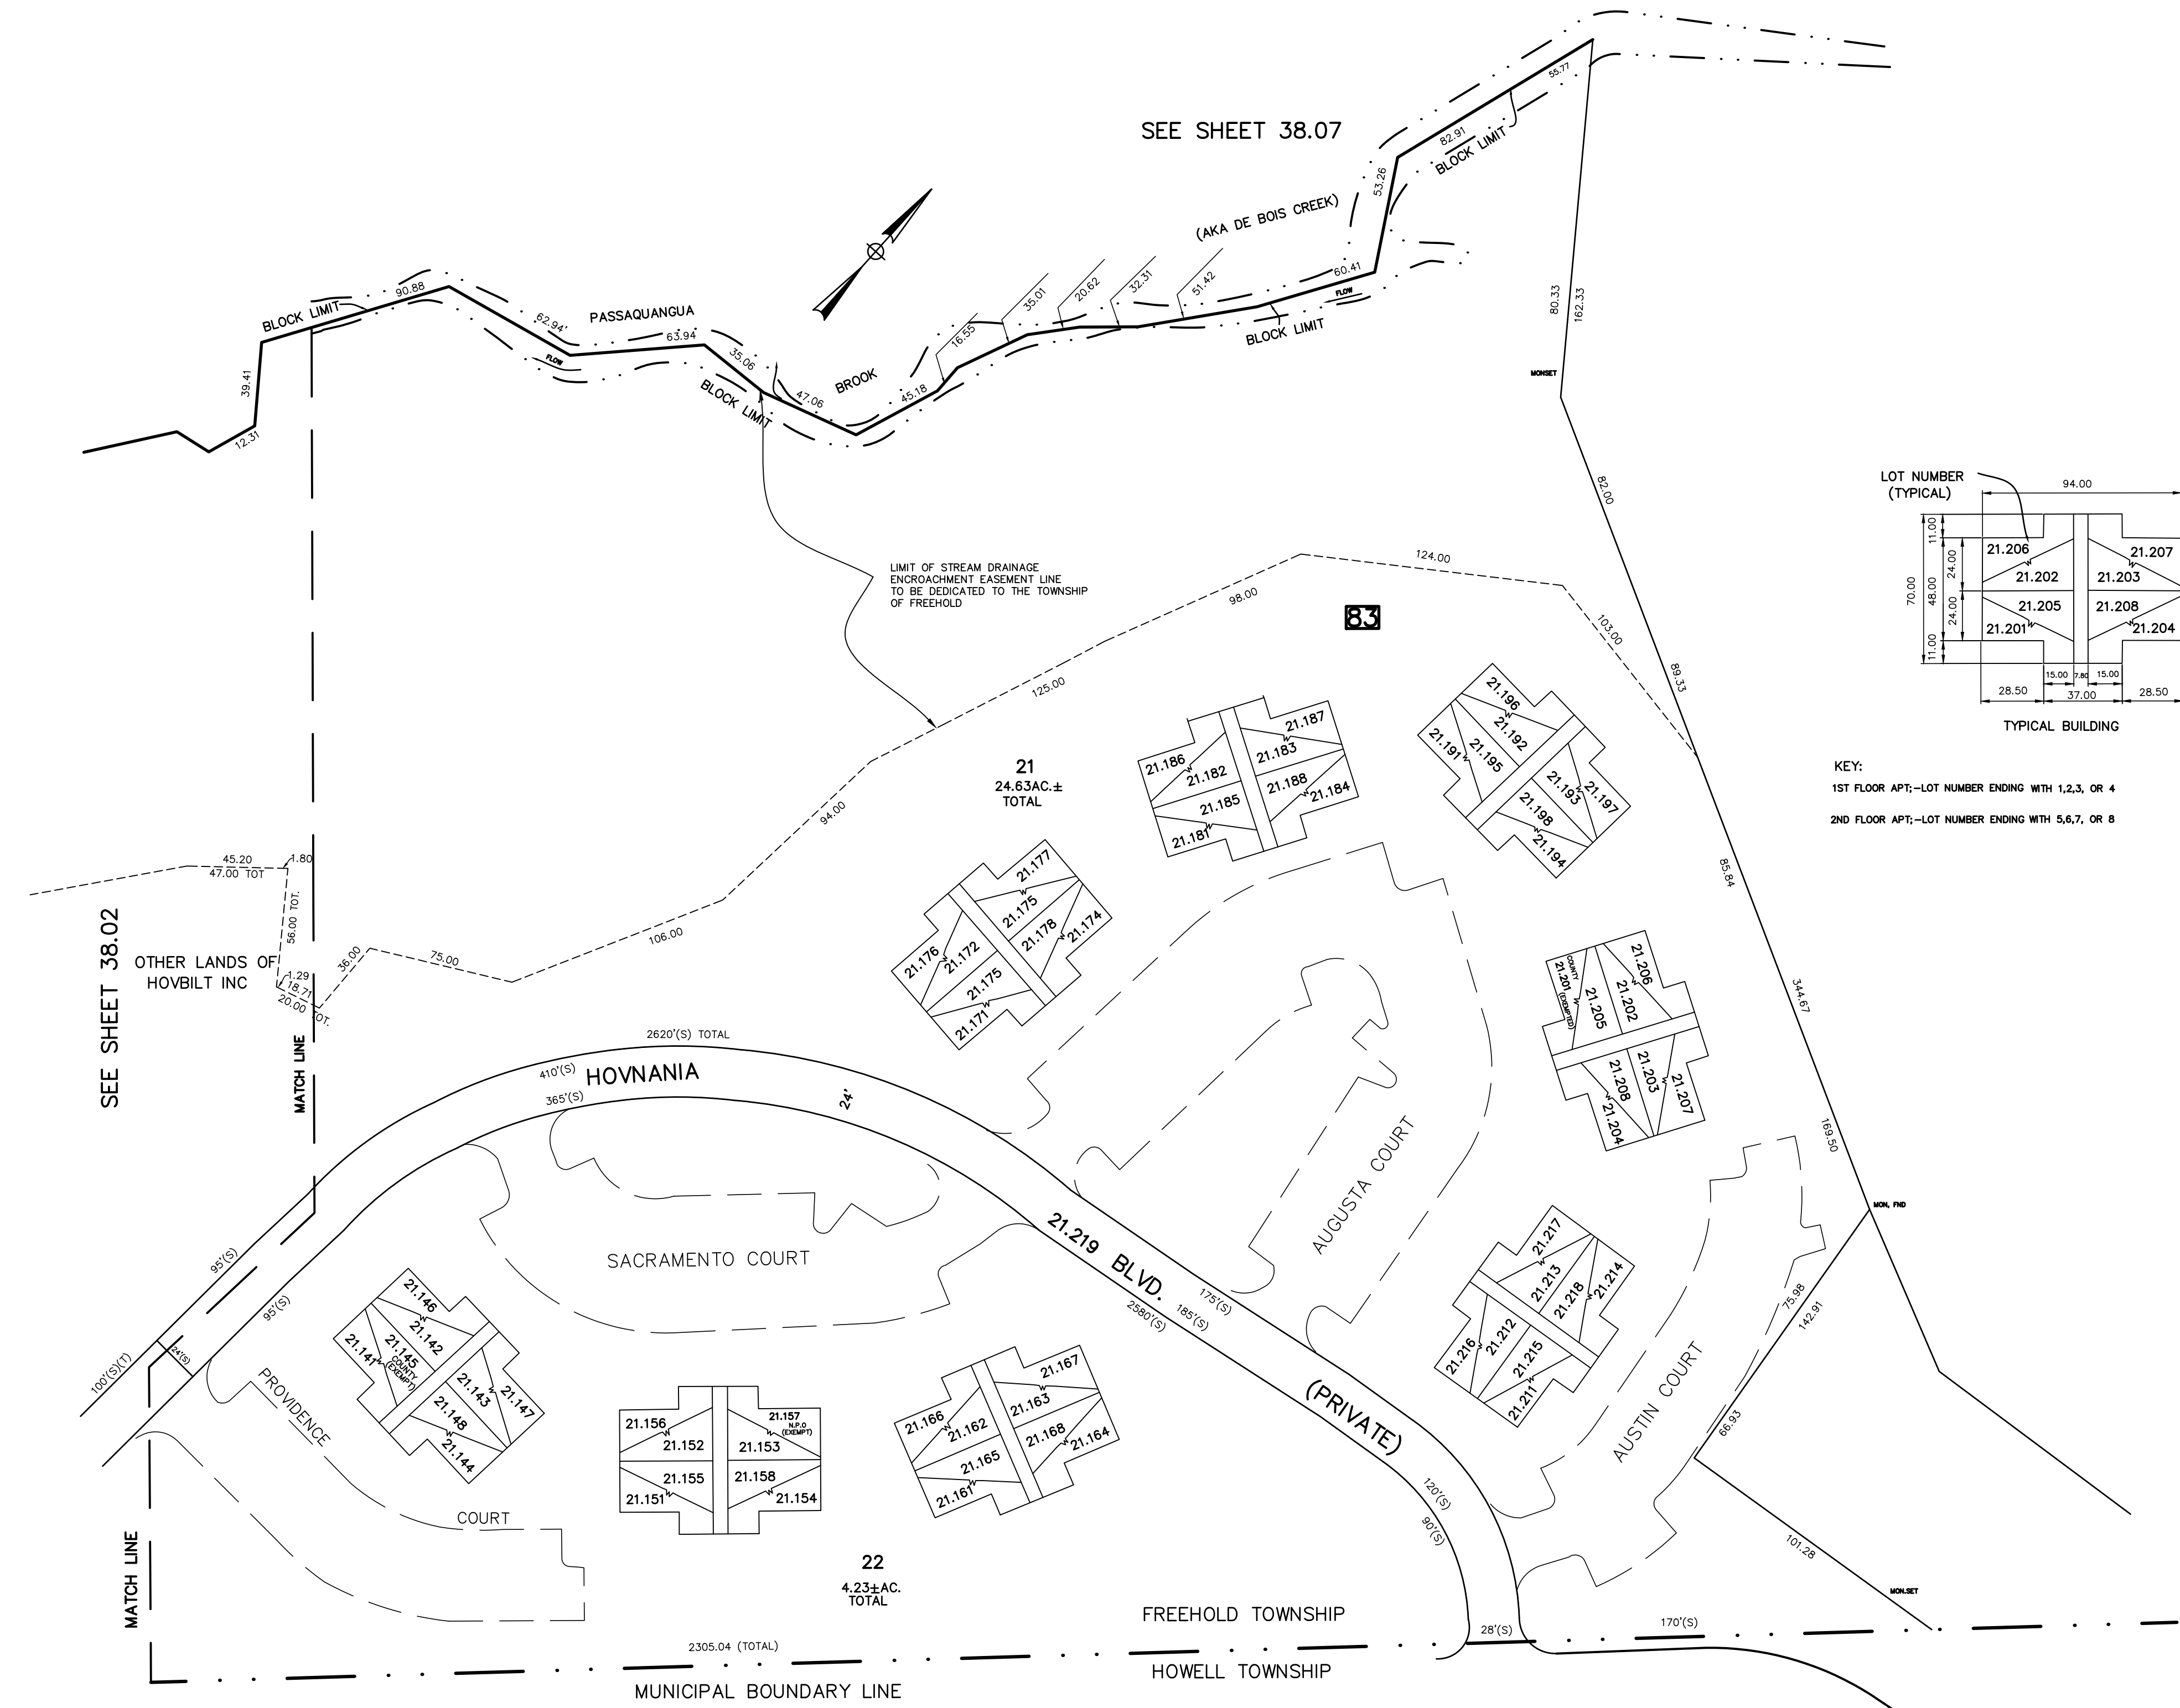 SEE SHEET 38.07
55.77
82.91
BLOCK LIMIT
53.26
(AKA DE BOIS CREEK)
60.41
FLOW
BLOCK LIMIT
51.42
32.31
20.62
35.01
16.55
45.18
BROOK
47.06
35.06
BLOCK LIMIT
PASSAQUANGUA
63.94
62.94'
FLOW
90.88
BLOCK LIMIT
39.41
12.31
80.33
162.33
MONSET
82.00
89.33
85.84
344.67
169.50
MON. FND
LOT NUMBER
(TYPICAL)
94.00
11.00
24.00
48.00
70.00
24.00
11.00
21.206
21.207
21.202
21.203
21.205
21.208
21.201
21.204
15.00
7.80
15.00
28.50
37.00
28.50
TYPICAL BUILDING
KEY:
1ST FLOOR APT;-LOT NUMBER ENDING WITH 1,2,3, OR 4
2ND FLOOR APT;-LOT NUMBER ENDING WITH 5,6,7, OR 8
LIMIT OF STREAM DRAINAGE
ENCROACHMENT EASEMENT LINE
TO BE DEDICATED TO THE TOWNSHIP
OF FREEHOLD
83
124.00
98.00
103.00
125.00
94.00
106.00
75.00
36.00
45.20
1.80
47.00 TOT
56.00 TOT.
1.29
18.71
20.00 TOT.
SEE SHEET 38.02
OTHER LANDS OF
HOVBILT INC
MATCH LINE
21
24.63AC.±
TOTAL
21.186
21.182
21.185
21.181
21.187
21.183
21.188
21.184
21.196
21.192
21.195
21.191
21.193
21.197
21.198
21.194
21.177
21.175
21.178
21.174
21.176
21.172
21.175
21.171
21.206
21.202
21.205
COUNTY
21.201 (EXEMPTED)
21.208
21.203
21.207
21.204
21.217
21.213
21.218
21.214
21.216
21.212
21.215
21.211
2620'(S) TOTAL
410'(S)
HOVNANIA
365'(S)
24'
21.219 BLVD.
175'(S)
185'(S)
2580'(S)
(PRIVATE)
120'(S)
90'(S)
AUGUSTA COURT
AUSTIN COURT
SACRAMENTO COURT
75.98
142.91
66.93
101.28
MON.SET
95'(S)
95'(S)
24'(S)
100'(S)(T)
PROVIDENCE
COURT
21.146
21.142
21.145
COUNTY
(EXEMPT)
21.141
21.143
21.147
21.148
21.144
21.156
21.152
21.155
21.151
21.157
N.P.O
(EXEMPT)
21.153
21.158
21.154
21.166
21.162
21.165
21.161
21.167
21.163
21.168
21.164
22
4.23±AC.
TOTAL
MATCH LINE
FREEHOLD TOWNSHIP
28'(S)
170'(S)
2305.04 (TOTAL)
HOWELL TOWNSHIP
MUNICIPAL BOUNDARY LINE